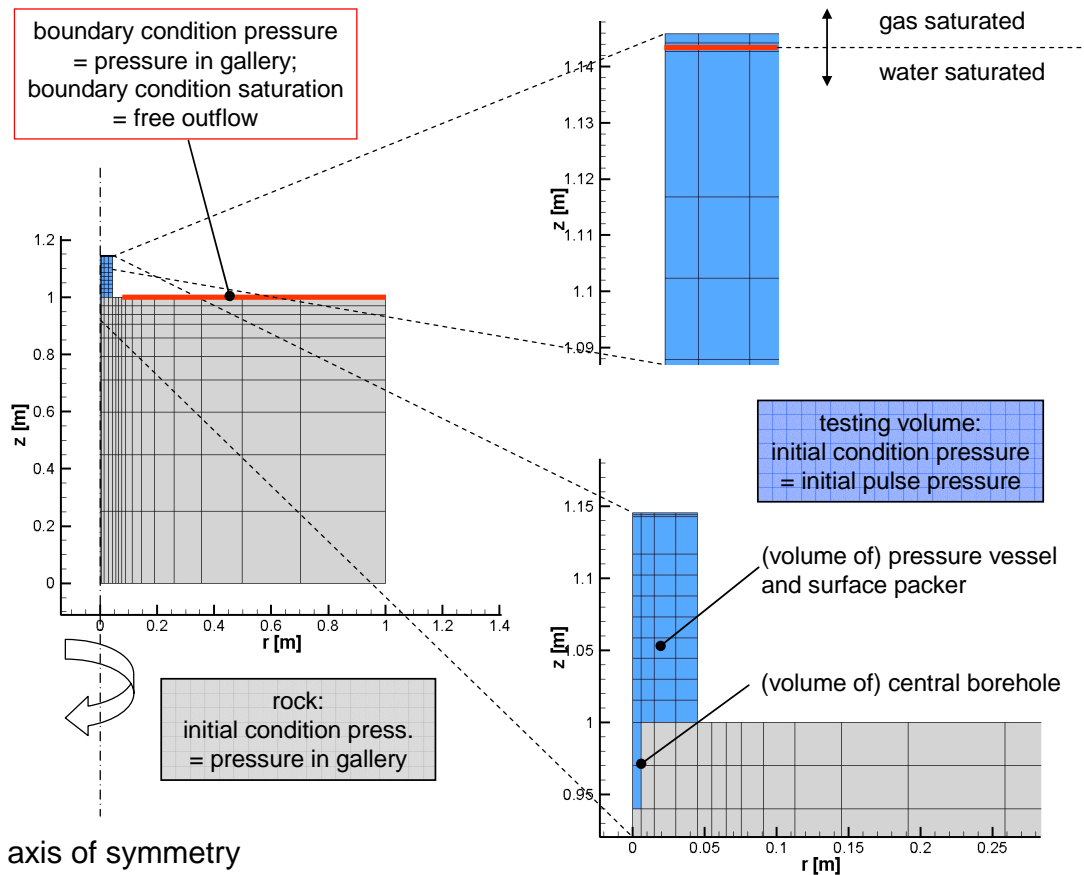 boundary condition pressure
= pressure in gallery;
boundary condition saturation
= free outflow
gas saturated
water saturated
z [m]
1.14
1.13
1.12
1.11
1.1
1.09
z [m]
1.2
1
0.8
0.6
0.4
0.2
0
0 0.2 0.4 0.6 0.8 1 1.2 1.4
r [m]
testing volume:
initial condition pressure
= initial pulse pressure
z [m]
1.15
1.1
1.05
1
0.95
0 0.05 0.1 0.15 0.2 0.25
r [m]
(volume of) pressure vessel
and surface packer
(volume of) central borehole
rock:
initial condition press.
= pressure in gallery
axis of symmetry